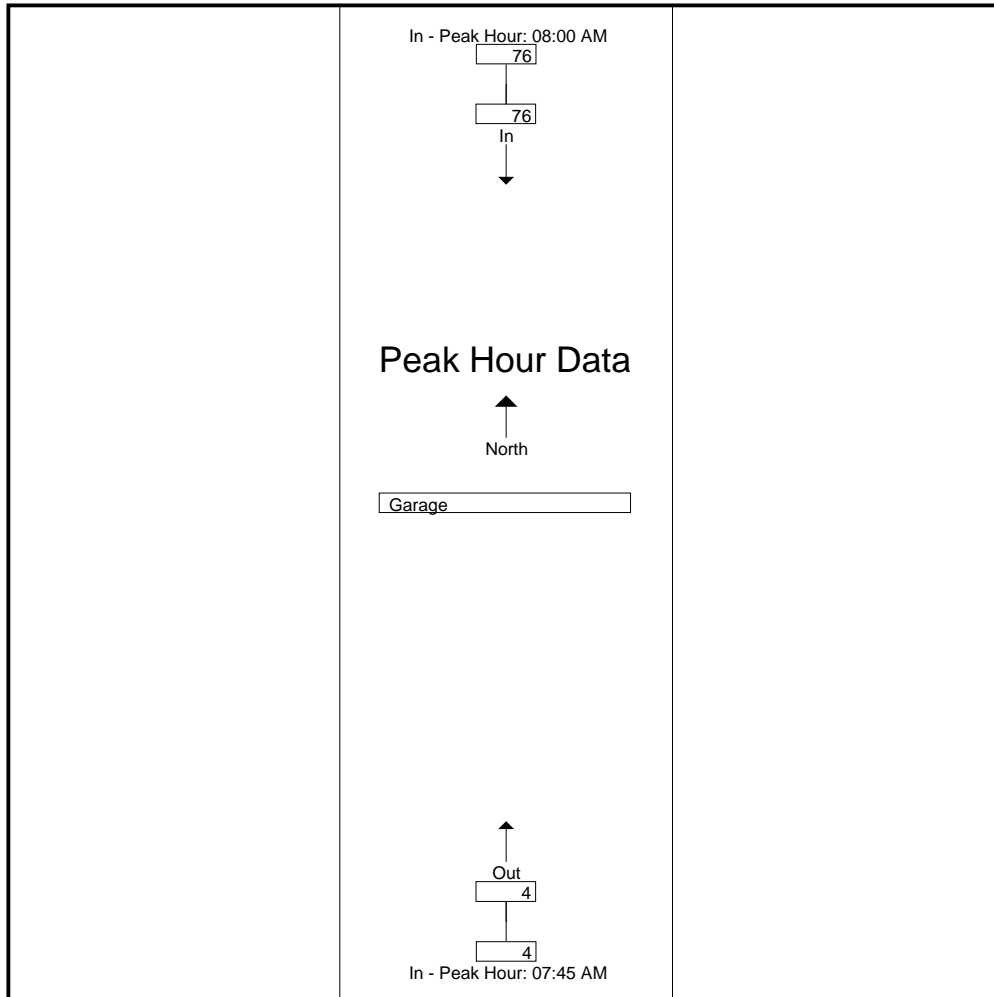 In - Peak Hour: 08:00 AM
76
76
In
Peak Hour Data
North
Garage
Out
4
4
In - Peak Hour: 07:45 AM